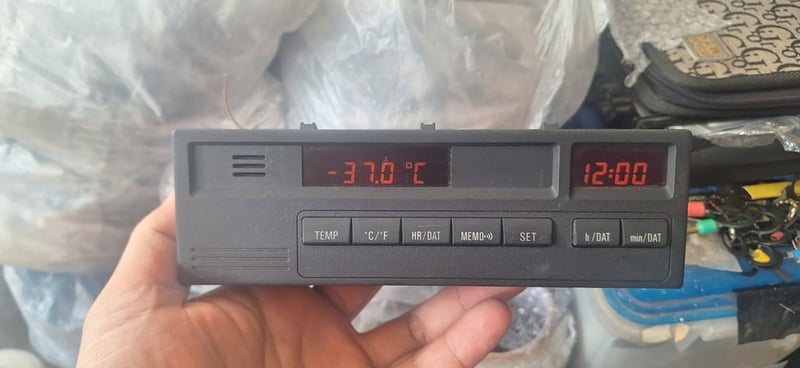 -37.0 °C 12:00
TEMP °C/°F HR/DAT MEMO·)) SET h/DAT min/DAT